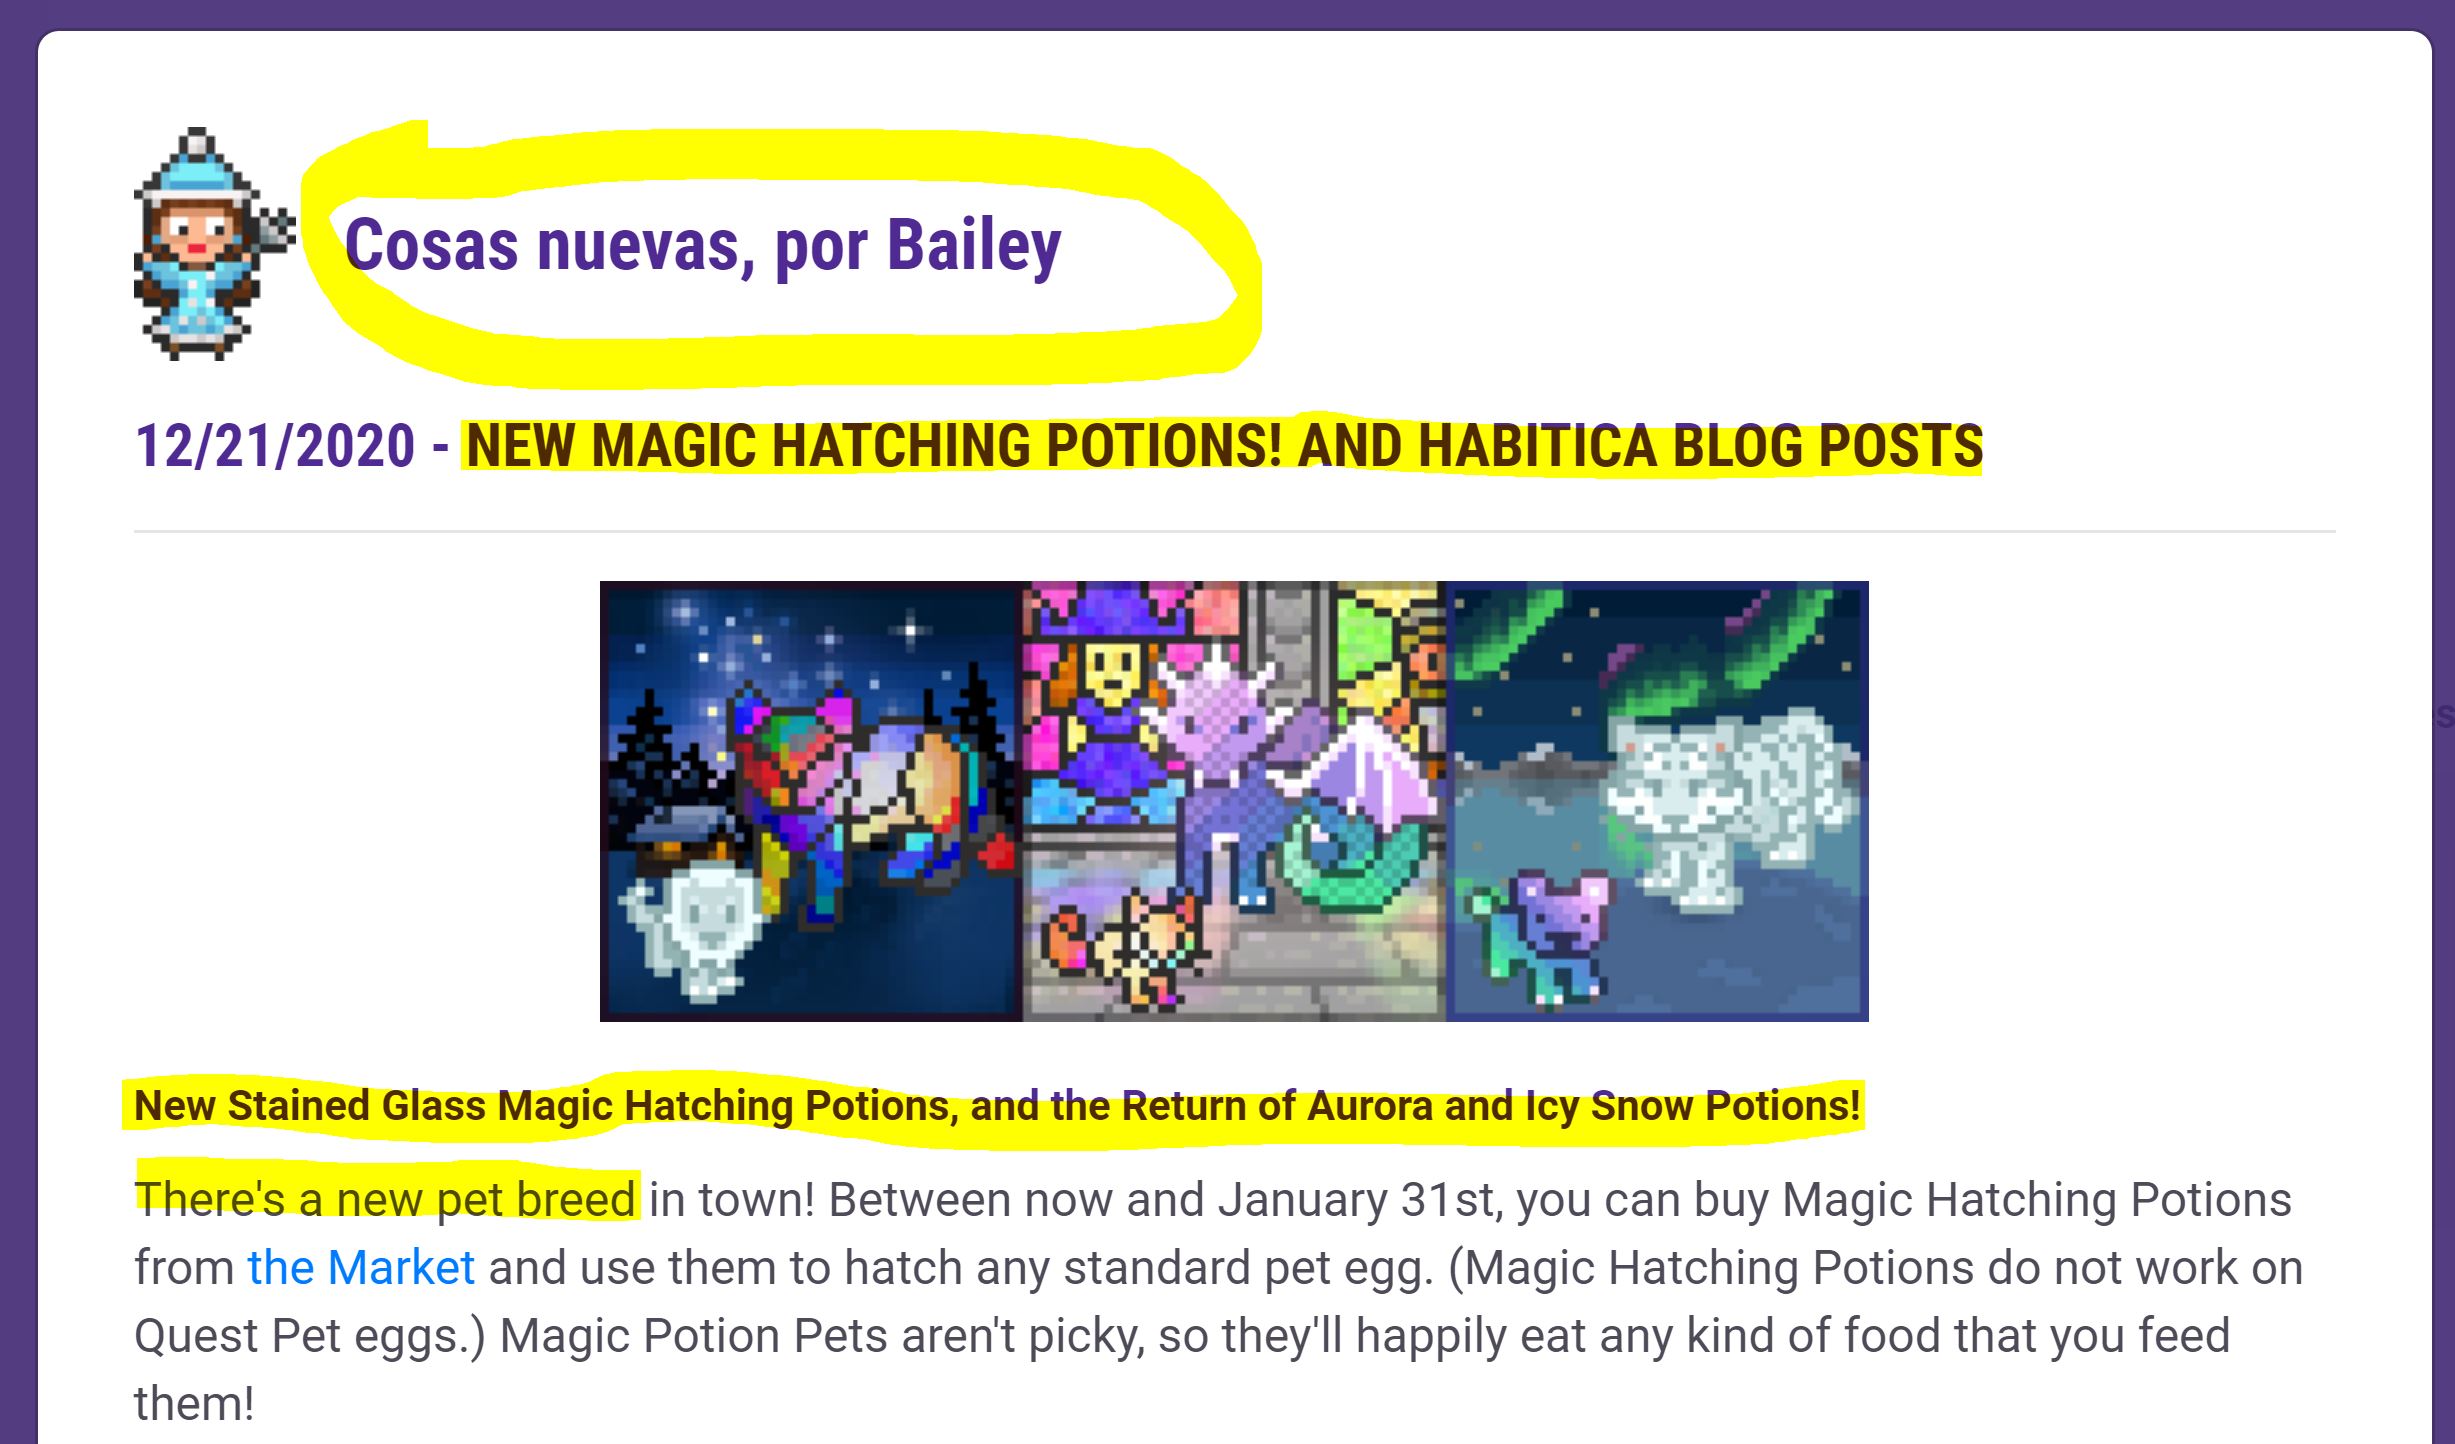 Cosas nuevas, por Bailey
12/21/2020 - NEW MAGIC HATCHING POTIONS! AND HABITICA BLOG POSTS
New Stained Glass Magic Hatching Potions, and the Return of Aurora and Icy Snow Potions!
There's a new pet breed in town! Between now and January 31st, you can buy Magic Hatching Potions
from the Market and use them to hatch any standard pet egg. (Magic Hatching Potions do not work on
Quest Pet eggs.) Magic Potion Pets aren't picky, so they'll happily eat any kind of food that you feed
them!